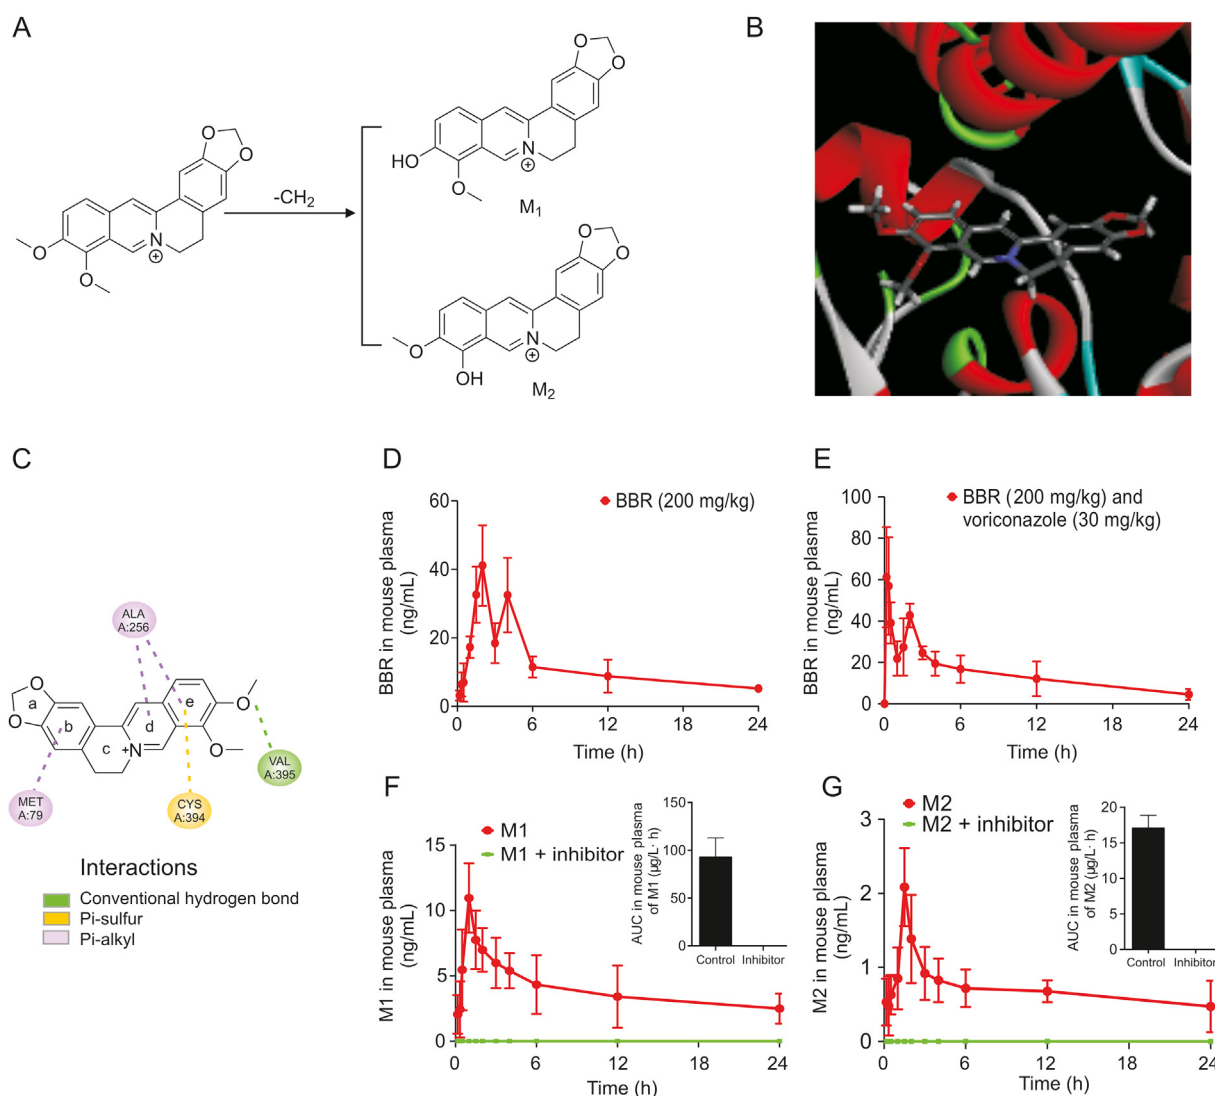 A
O
O
O
O
N
+
-CH2
O
O
HO
O
N
+
M1
O
O
O
OH
N
+
M2
B
C
ALA
A:256
O
O
a
b
c
d
e
N
+
O
O
VAL
A:395
MET
A:79
CYS
A:394
Interactions
Conventional hydrogen bond
Pi-sulfur
Pi-alkyl
D
BBR (200 mg/kg)
BBR in mouse plasma
(ng/mL)
60
40
20
0
0
6
12
18
24
Time (h)
E
BBR (200 mg/kg) and
voriconazole (30 mg/kg)
BBR in mouse plasma
(ng/mL)
100
80
60
40
20
0
0
6
12
18
24
Time (h)
F
M1
M1 + inhibitor
M1 in mouse plasma
(ng/mL)
15
10
5
0
0
6
12
18
24
Time (h)
AUC in mouse plasma
of M1 (µg/L· h)
150
100
50
0
Control
Inhibitor
G
M2
M2 + inhibitor
M2 in mouse plasma
(ng/mL)
3
2
1
0
0
6
12
18
24
Time (h)
AUC in mouse plasma
of M2 (µg/L· h)
20
15
10
5
0
Control
Inhibitor